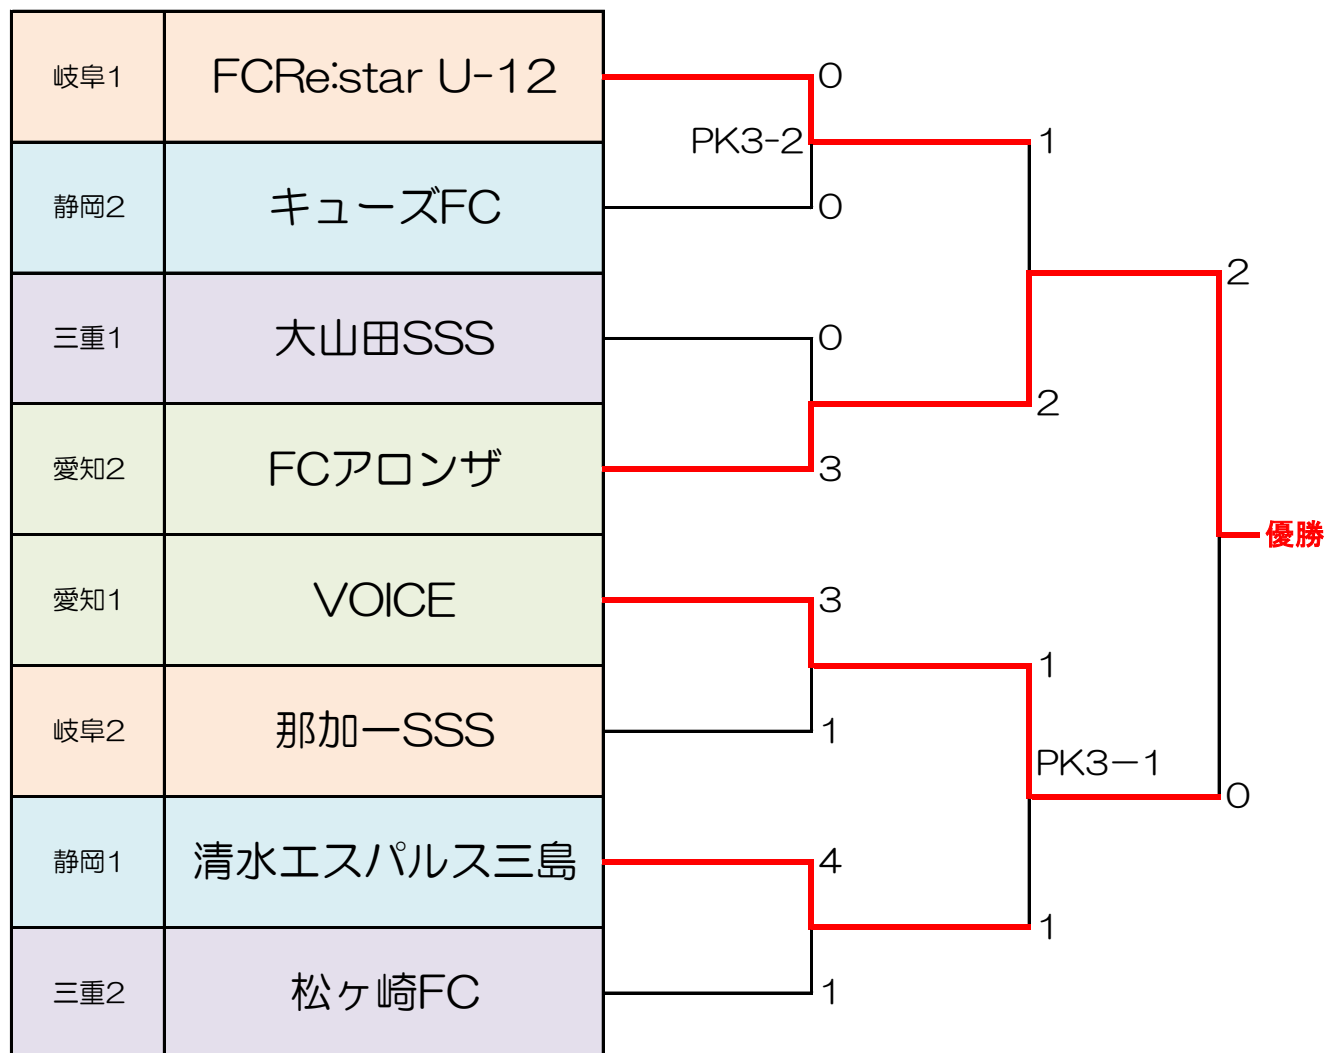 岐阜1 FCRe:star U-12 0
PK3-2 1
静岡2 キューズFC 0
2
三重1 大山田SSS 0
2
愛知2 FCアロンザ 3
優勝
愛知1 VOICE 3
1
岐阜2 那加一SSS 1
PK3－1
0
静岡1 清水エスパルス三島 4
1
三重2 松ヶ崎FC 1